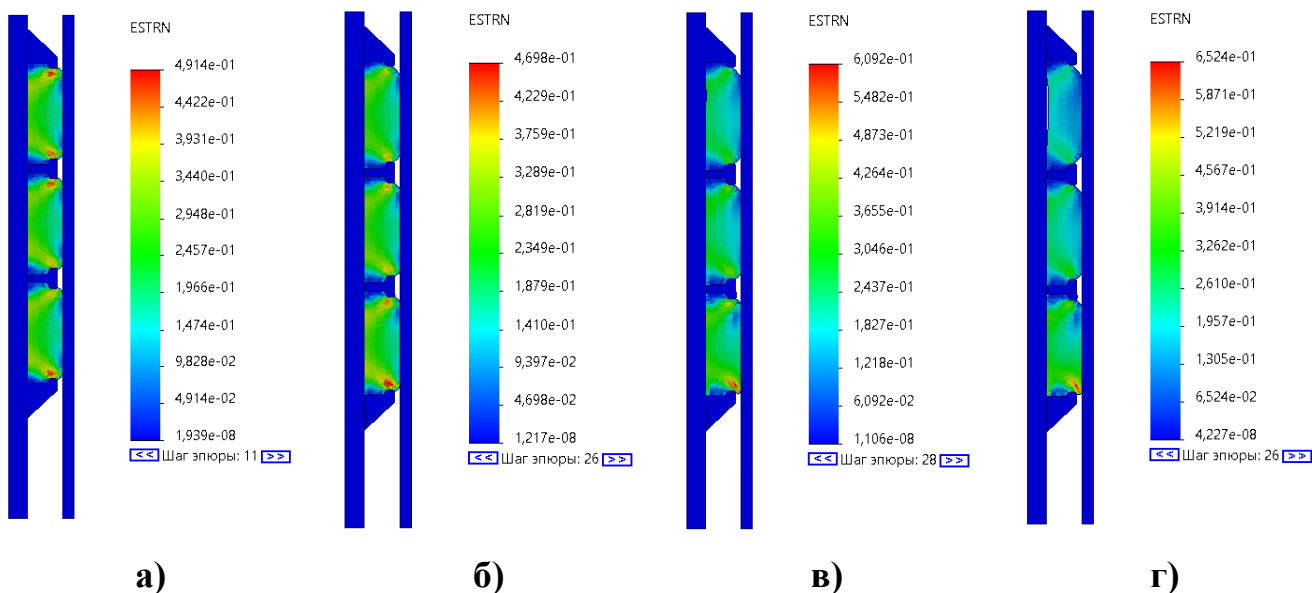 ESTRN
4,914e-01
4,422e-01
3,931e-01
3,440e-01
2,948e-01
2,457e-01
1,966e-01
1,474e-01
9,828e-02
4,914e-02
1,939e-08
<< Шаг эпюры: 11 >>
а)
ESTRN
4,698e-01
4,229e-01
3,759e-01
3,289e-01
2,819e-01
2,349e-01
1,879e-01
1,410e-01
9,397e-02
4,698e-02
1,217e-08
<< Шаг эпюры: 26 >>
б)
ESTRN
6,092e-01
5,482e-01
4,873e-01
4,264e-01
3,655e-01
3,046e-01
2,437e-01
1,827e-01
1,218e-01
6,092e-02
1,106e-08
<< Шаг эпюры: 28 >>
в)
ESTRN
6,524e-01
5,871e-01
5,219e-01
4,567e-01
3,914e-01
3,262e-01
2,610e-01
1,957e-01
1,305e-01
6,524e-02
4,227e-08
<< Шаг эпюры: 26 >>
г)